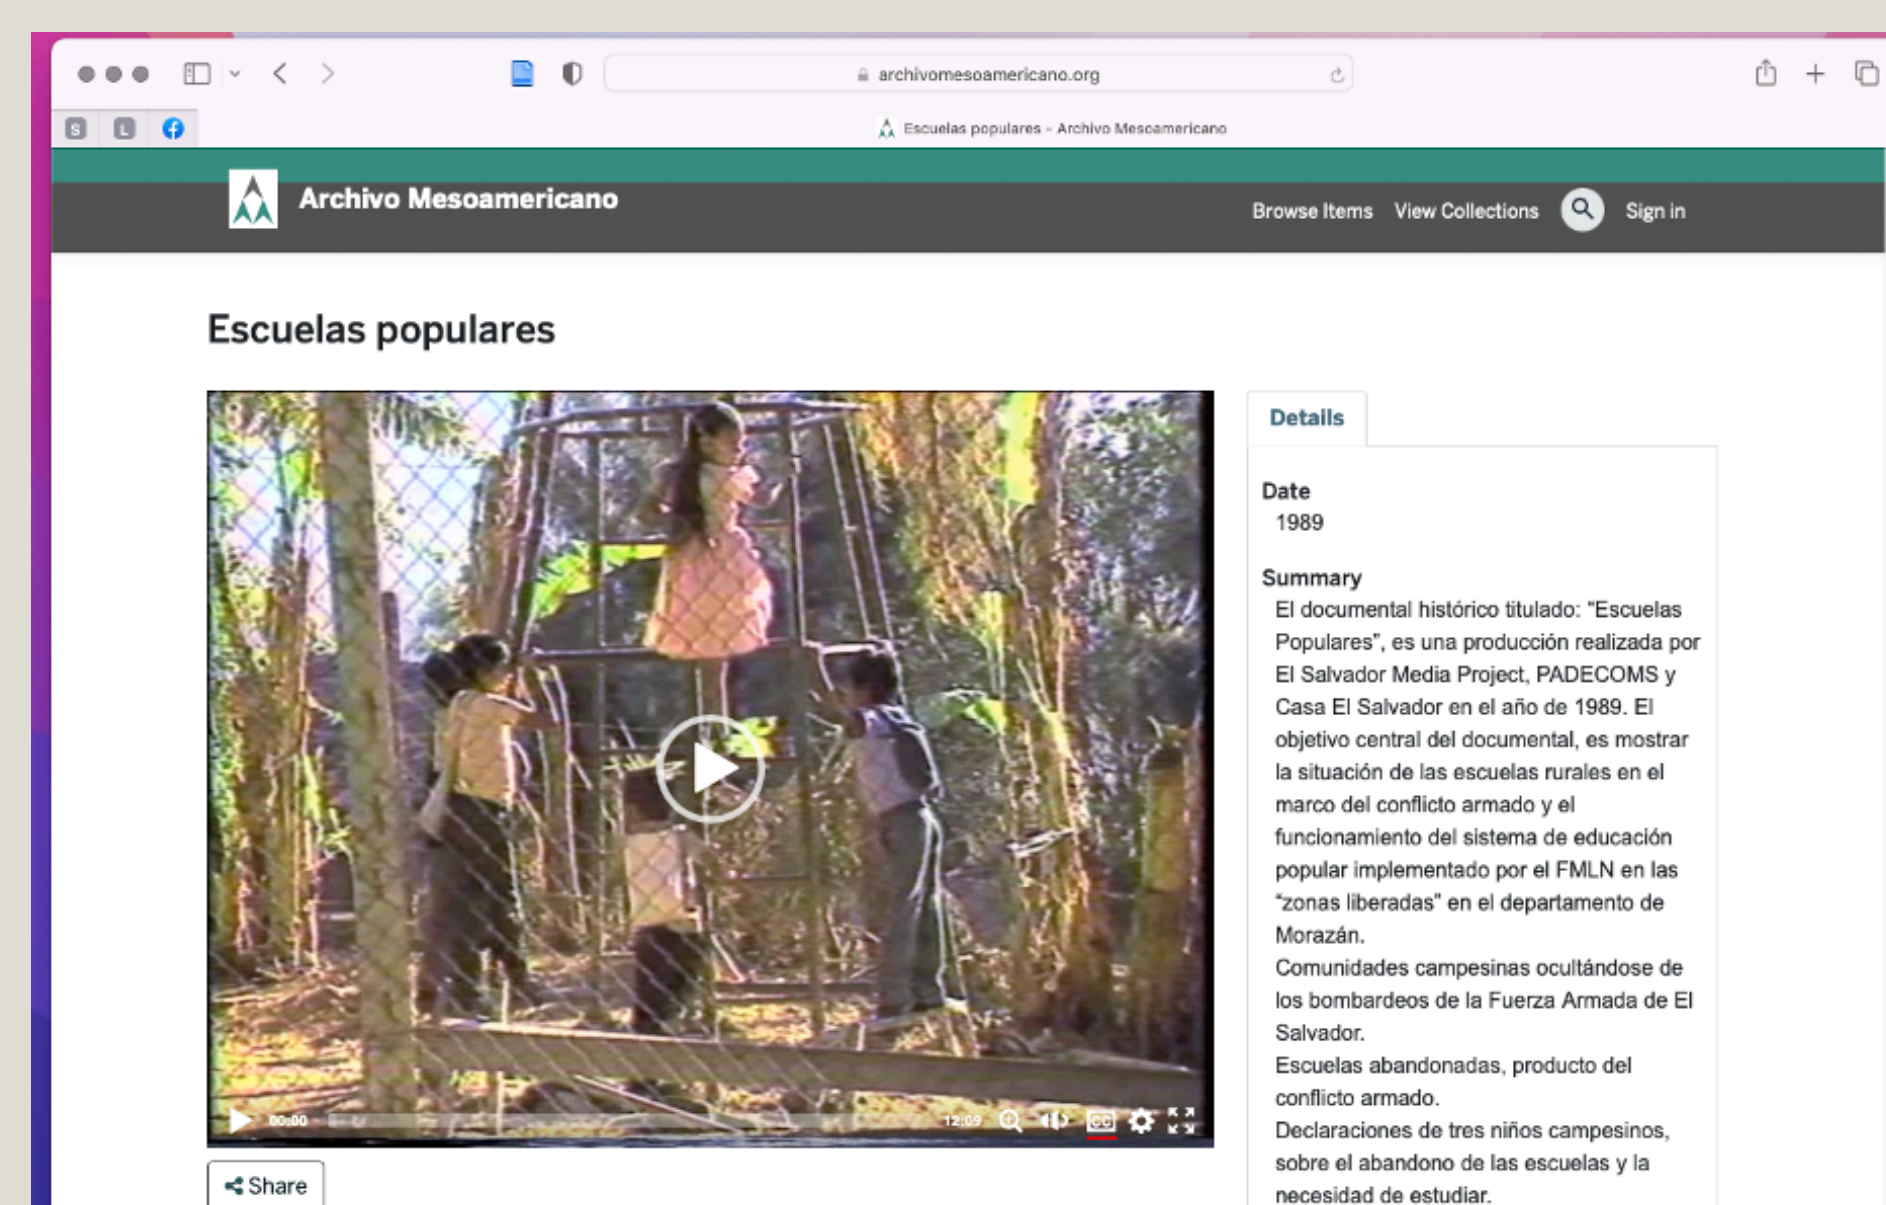 archivomesoamericano.org
S L
Escuelas populares – Archivo Mesoamericano
Archivo Mesoamericano
Browse Items View Collections Sign in
Escuelas populares
00:00 12:09 CC
Share
Details
Date
1989
Summary
El documental histórico titulado: “Escuelas
Populares”, es una producción realizada por
El Salvador Media Project, PADECOMS y
Casa El Salvador en el año de 1989. El
objetivo central del documental, es mostrar
la situación de las escuelas rurales en el
marco del conflicto armado y el
funcionamiento del sistema de educación
popular implementado por el FMLN en las
“zonas liberadas” en el departamento de
Morazán.
Comunidades campesinas ocultándose de
los bombardeos de la Fuerza Armada de El
Salvador.
Escuelas abandonadas, producto del
conflicto armado.
Declaraciones de tres niños campesinos,
sobre el abandono de las escuelas y la
necesidad de estudiar.